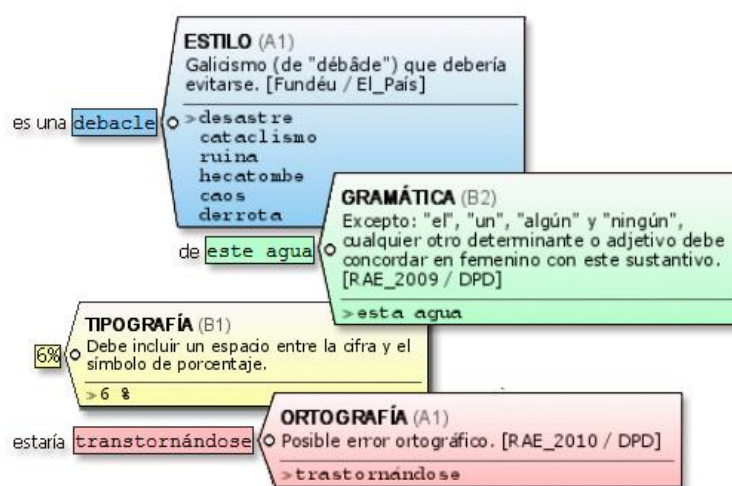 ESTILO (A1)
Galicismo (de "débâde") que debería
evitarse. [Fundéu / El_País]
es una debacle
>desastre
cataclismo
ruina
hecatombe
caos
derrota
GRAMÁTICA (B2)
Excepto: "el", "un", "algún" y "ningún",
cualquier otro determinante o adjetivo debe
concordar en femenino con este sustantivo.
[RAE_2009 / DPD]
de este agua
>esta agua
TIPOGRAFÍA (B1)
Debe incluir un espacio entre la cifra y el
símbolo de porcentaje.
6%
>6 %
ORTOGRAFÍA (A1)
Posible error ortográfico. [RAE_2010 / DPD]
estaría transtornándose
>trastornándose